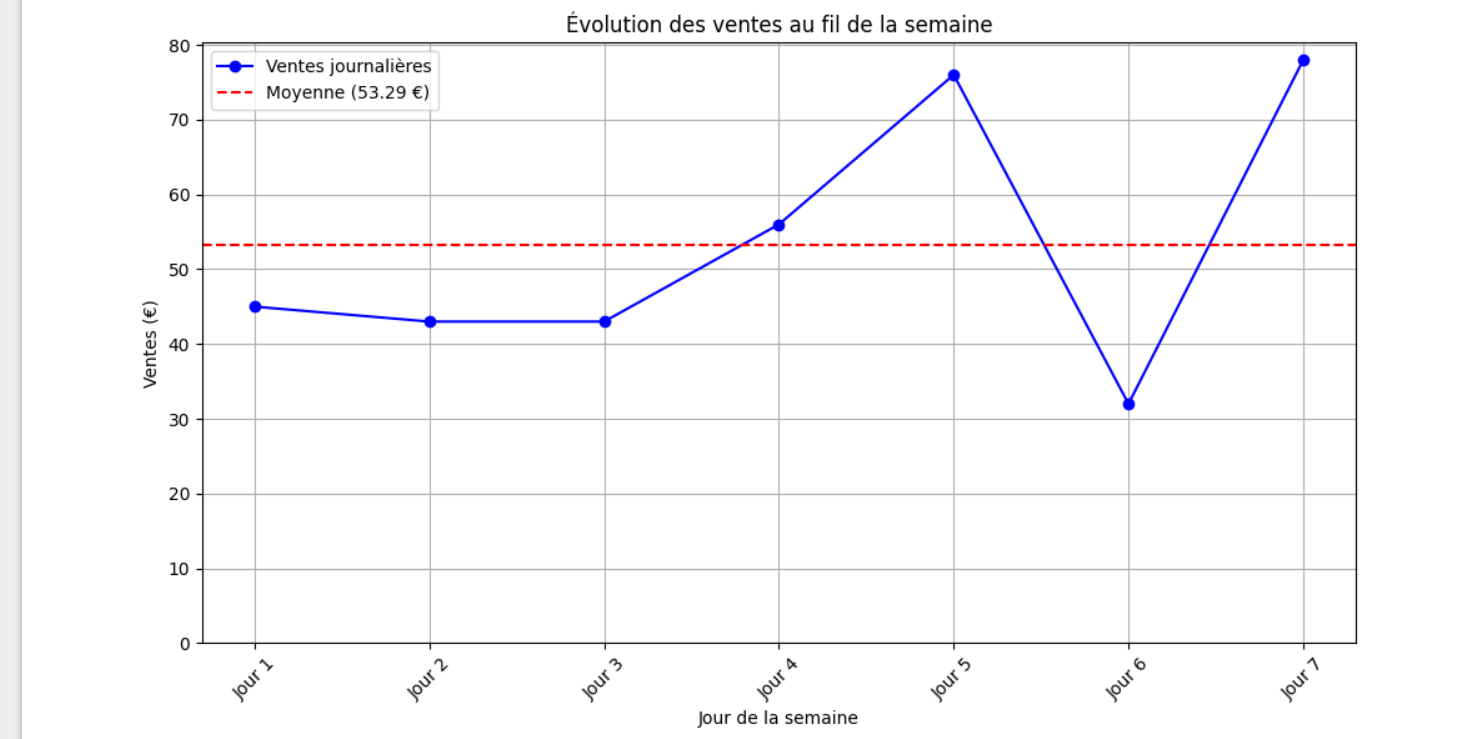 Évolution des ventes au fil de la semaine
Ventes journalières
Moyenne (53.29 €)
80
70
60
50
40
30
20
10
0
Ventes (€)
Jour 1
Jour 2
Jour 3
Jour 4
Jour 5
Jour 6
Jour 7
Jour de la semaine